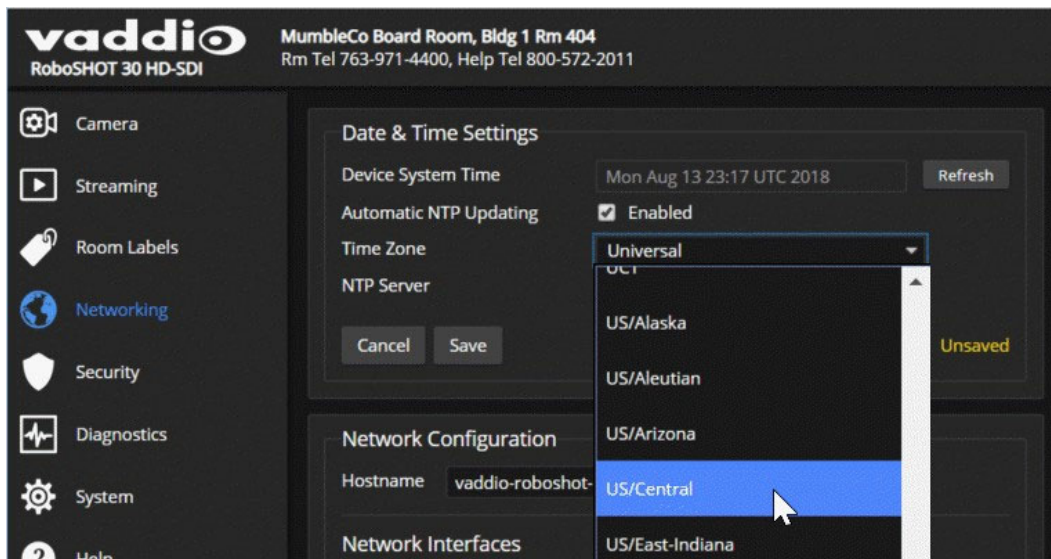 vaddio
RoboSHOT 30 HD-SDI
MumbleCo Board Room, Bldg 1 Rm 404
Rm Tel 763-971-4400, Help Tel 800-572-2011
Camera
Streaming
Room Labels
Networking
Security
Diagnostics
System
Help
Date & Time Settings
Device System Time
Mon Aug 13 23:17 UTC 2018
Refresh
Automatic NTP Updating
Enabled
Time Zone
Universal
NTP Server
UCT
US/Alaska
US/Aleutian
US/Arizona
US/Central
US/East-Indiana
Cancel
Save
Unsaved
Network Configuration
Hostname
vaddio-roboshot-
Network Interfaces